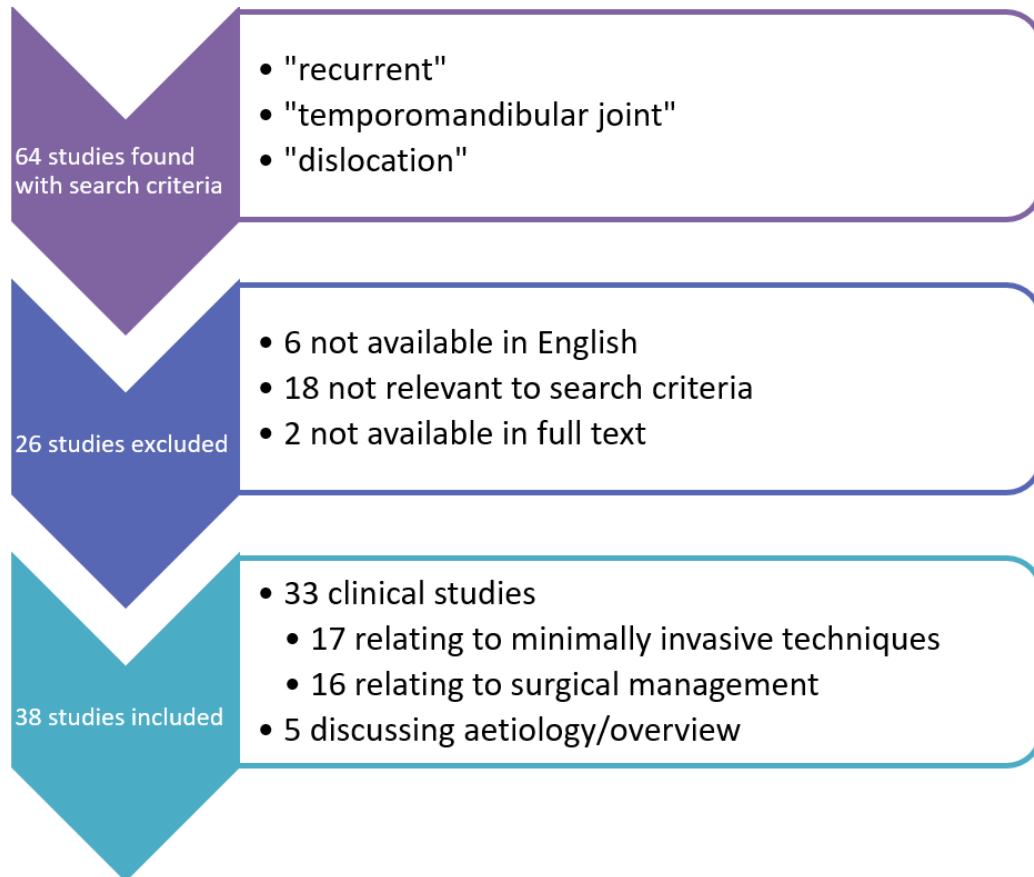 64 studies found
with search criteria
• "recurrent"
• "temporomandibular joint"
• "dislocation"
26 studies excluded
• 6 not available in English
• 18 not relevant to search criteria
• 2 not available in full text
38 studies included
• 33 clinical studies
• 17 relating to minimally invasive techniques
• 16 relating to surgical management
• 5 discussing aetiology/overview